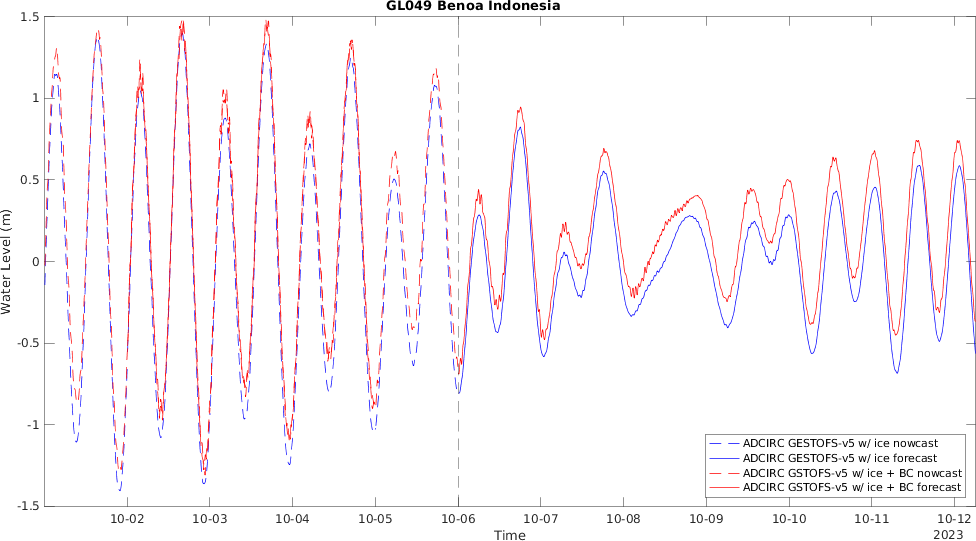 GL049 Benoa Indonesia
1.5
1
0.5
0
-0.5
-1
-1.5
Water Level (m)
ADCIRC GESTOFS-v5 w/ ice nowcast
ADCIRC GESTOFS-v5 w/ ice forecast
ADCIRC GSTOFS-v5 w/ ice + BC nowcast
ADCIRC GSTOFS-v5 w/ ice + BC forecast
10-02 10-03 10-04 10-05 10-06 10-07 10-08 10-09 10-10 10-11 10-12
Time
2023